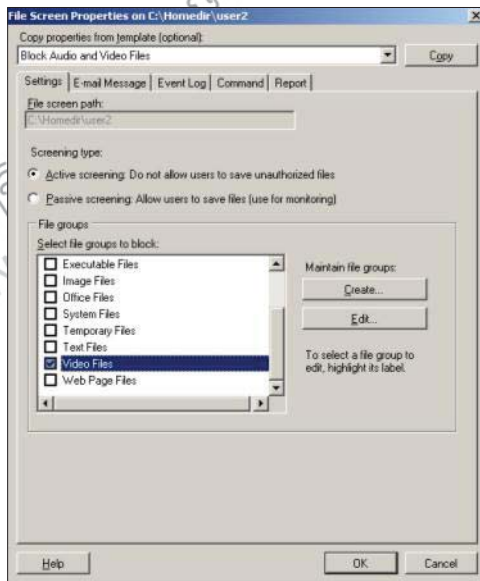 File Screen Properties on C:\Homedir\user2
Copy properties from template (optional):
Block Audio and Video Files
Copy
Settings
E-mail Message
Event Log
Command
Report
File screen path:
C:\Homedir\user2
Screening type:
Active screening: Do not allow users to save unauthorized files
Passive screening: Allow users to save files (use for monitoring)
File groups
Select file groups to block:
Executable Files
Image Files
Office Files
System Files
Temporary Files
Text Files
Video Files
Web Page Files
Maintain file groups:
Create...
Edit...
To select a file group to
edit, highlight its label.
Help
OK
Cancel